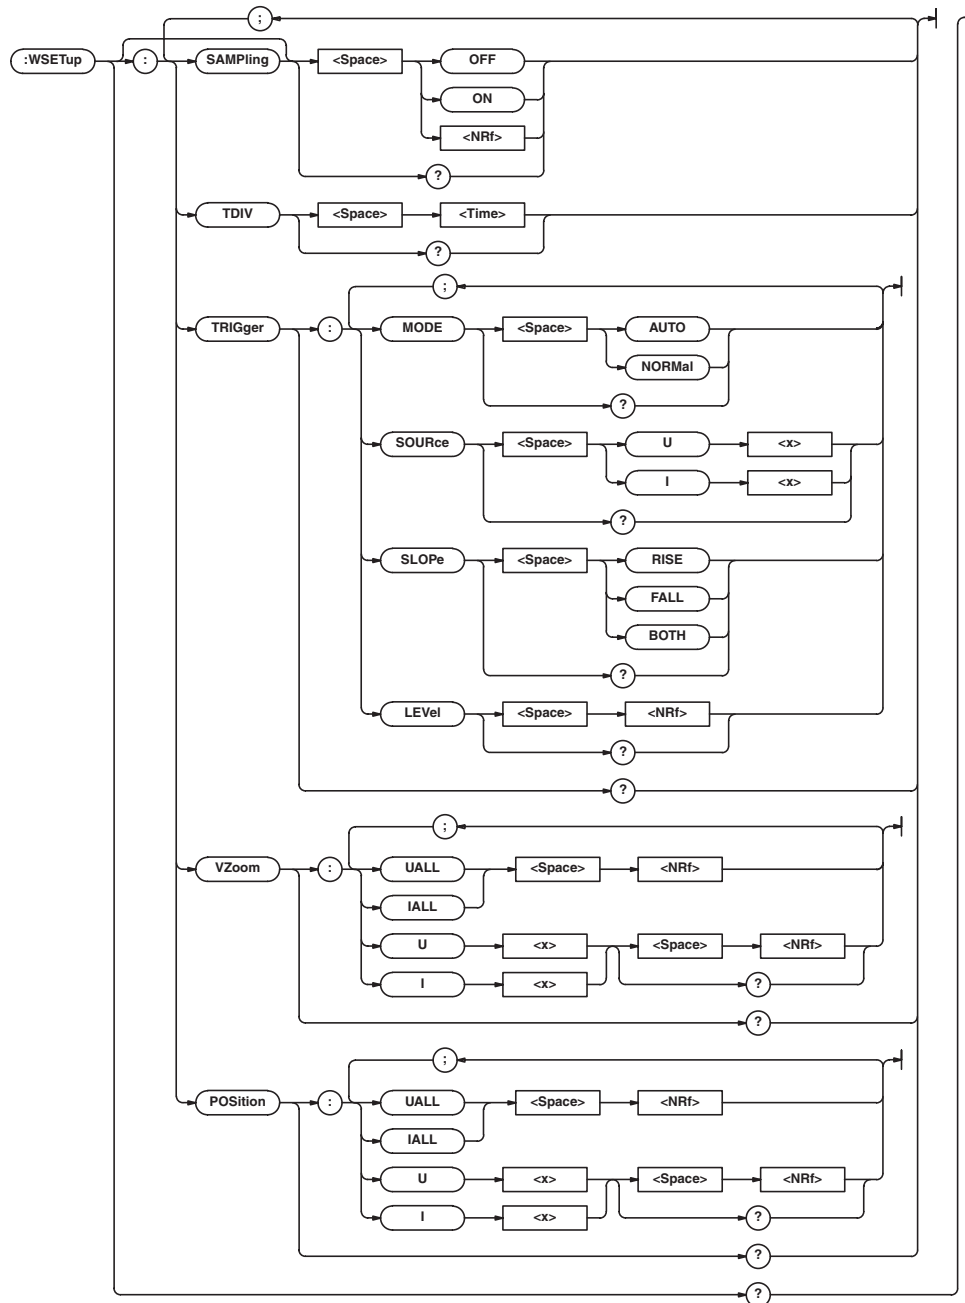 ;
:WSETup : SAMPling <Space> OFF
ON
<NRf>
?
TDIV <Space> <Time>
?
;
TRIGger : MODE <Space> AUTO
NORMal
?
SOURce <Space> U <x>
I <x>
?
SLOPe <Space> RISE
FALL
BOTH
?
LEVel <Space> <NRf>
?
?
;
VZoom : UALL <Space> <NRf>
IALL
U <x> <Space> <NRf>
I <x> ?
?
;
POSition : UALL <Space> <NRf>
IALL
U <x> <Space> <NRf>
?
I <x>
?
?